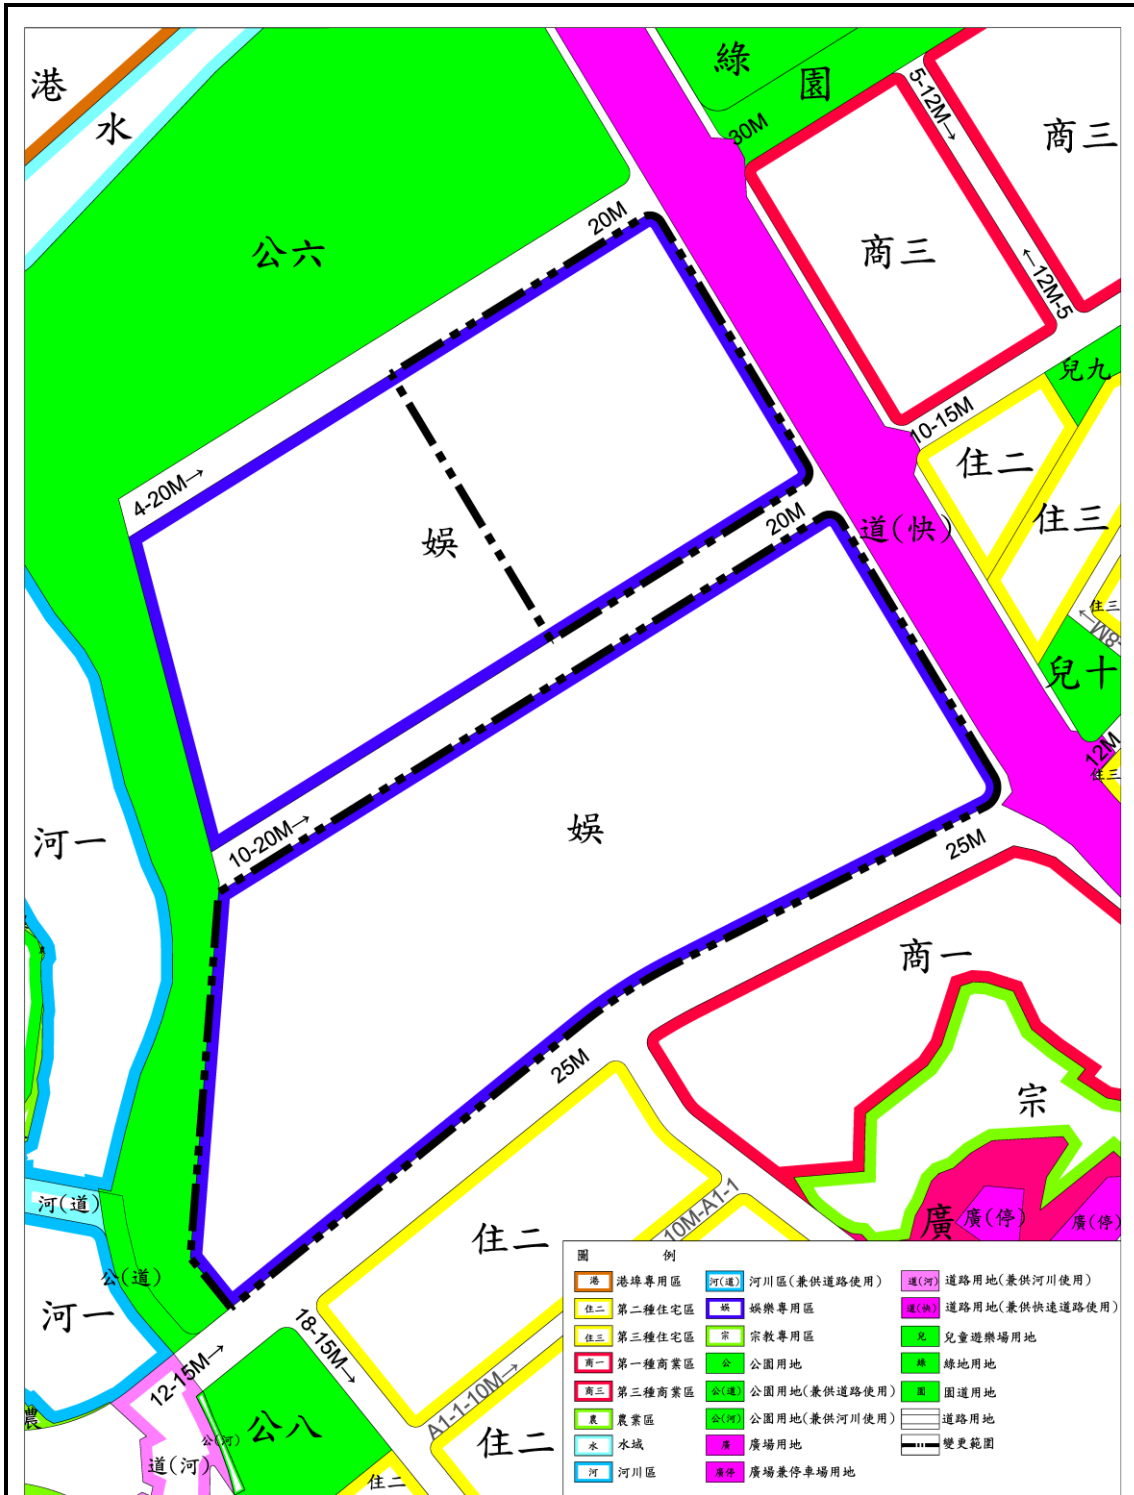 港
水
綠
園
30M
5-12M→
商三
商三
←12M-5
公六
20M
兒九
10-15M
住二
住三
4-20M→
娛
20M
道(快)
住三
←8M
兒十
12M
住三
河一
10-20M→
娛
25M
商一
25M
宗
河(道)
廣
廣(停)
廣(停)
公(道)
住二
10M-A1-1
河一
18-15M→
12-15M→
A1-1-10M→
農
公(河)
公八
道(河)
住二
住二
圖 例
港 港埠專用區
住二 第二種住宅區
住三 第三種住宅區
商一 第一種商業區
商三 第三種商業區
農 農業區
水 水域
河 河川區
河(道) 河川區(兼供道路使用)
娛 娛樂專用區
宗 宗教專用區
公 公園用地
公(道) 公園用地(兼供道路使用)
公(河) 公園用地(兼供河川使用)
廣 廣場用地
廣停 廣場兼停車場用地
道(河) 道路用地(兼供河川使用)
道(快) 道路用地(兼供快速道路使用)
兒 兒童遊樂場用地
綠 綠地用地
園 園道用地
道路用地
變更範圍